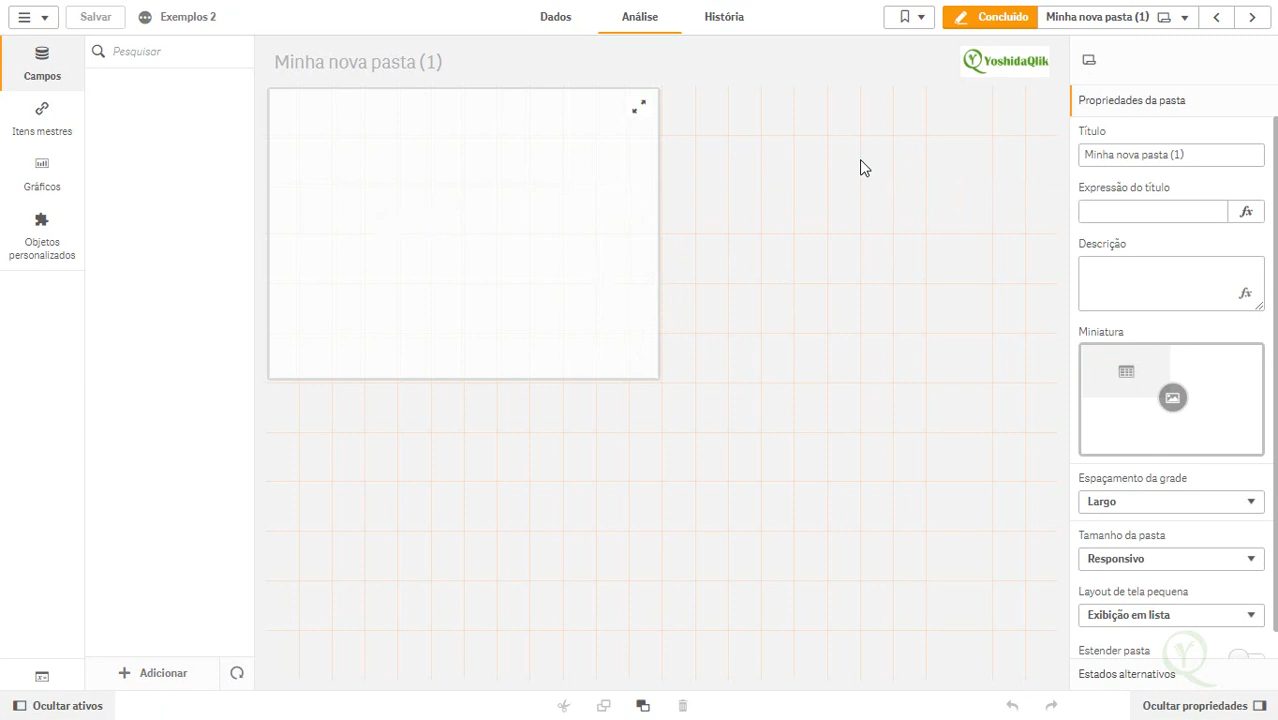 Salvar
Exemplos 2
Dados
Análise
História
Concluído
Minha nova pasta (1)
Campos
Pesquisar
Minha nova pasta (1)
YoshidaQlik
Itens mestres
Gráficos
Objetos
personalizados
Propriedades da pasta
Título
Minha nova pasta (1)
Expressão do título
fx
Descrição
fx
Miniatura
Espaçamento da grade
Largo
Tamanho da pasta
Responsivo
Layout de tela pequena
Exibição em lista
Estender pasta
Estados alternativos
Adicionar
Ocultar ativos
Ocultar propriedades